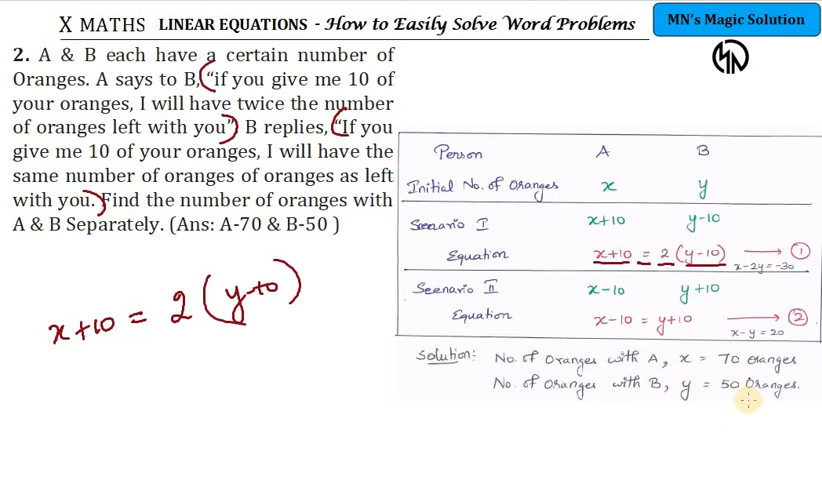 X MATHS LINEAR EQUATIONS - How to Easily Solve Word Problems
MN's Magic Solution
MN
2. A & B each have a certain number of
Oranges. A says to B, "if you give me 10 of
your oranges, I will have twice the number
of oranges left with you" B replies, "If you
give me 10 of your oranges, I will have the
same number of oranges of oranges as left
with you. Find the number of oranges with
A & B Separately. (Ans: A-70 & B-50 )
x+10 = 2 (y-10)
Person A B
Initial No. of Oranges x y
Scenario I x+10 y-10
Equation x+10 = 2 (y-10) → ①
x-2y=-30
Scenario II x-10 y+10
Equation x-10 = y+10 → ②
x-y=20
Solution: No. of Oranges with A, x = 70 oranges
No. of Oranges with B, y = 50 Oranges.